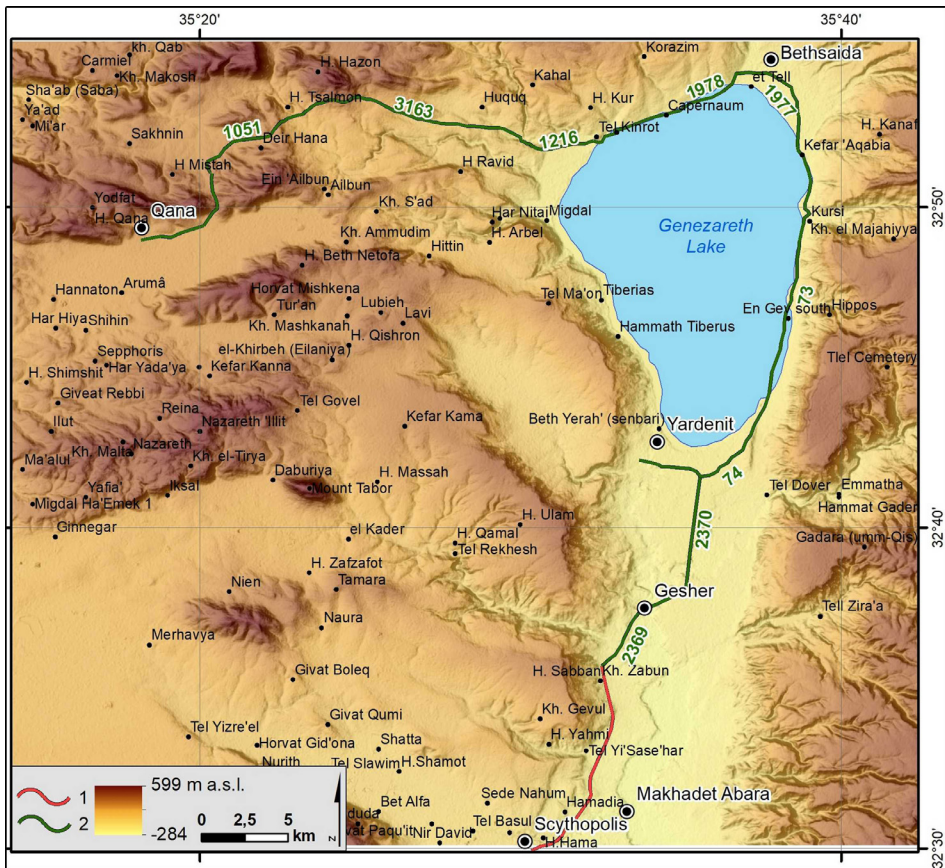 35°20'
35°40'
kh. Qab
Carmiel
Kh. Makosh
H. Hazon
Korazim
Bethsaida
Sha'ab (Saba)
Kahal
et Tell
Ya'ad
Mi'ar
H. Tsalmon
3163
Huquq
H. Kur
1978
Capernaum
1977
Sakhnin
1051
Deir Hana
1216
Tel Kinrot
H. Kanaf
Kefar 'Aqabia
H Mistah
H Ravid
Ein 'Ailbun
Ailbun
Yodfat
Qana
H. Qana
Kh. S'ad
Har Nitaj
Migdal
Kursi
32°50'
Genezareth
Lake
Kh. Ammudim
H. Arbel
Kh. el Majahiyya
Hittin
H. Beth Netofa
Hannaton
Arumâ
Horvat Mishkena
Tur'an
Lubieh
Lavi
Tel Ma'on
Tiberias
73
En Gev south
Hippos
Har Hiya
Shihin
Kh. Mashkanah
H. Qishron
Hammath Tiberus
Sepphoris
Har Yada'ya
el-Khirbeh (Eilaniya)
Kefar Kanna
Tlel Cemetery
H. Shimshit
Giveat Rebbi
Reina
Tel Govel
Ilut
Nazareth 'Illit
Kefar Kama
Beth Yerah' (senbari)
Yardenit
Kh. Malta
Nazareth
Ma'alul
Kh. el-Tirya
Daburiya
H. Massah
74
Yafia'
Iksal
Mount Tabor
Tel Dover
Emmatha
Migdal Ha'Emek 1
Hammat Gader
Ginnegar
el Kader
H. Ulam
2370
32°40'
H. Qamal
Tel Rekhesh
Gadara (umm-Qis)
H. Zafzafot
Nien
Tamara
Gesher
Tell Zira'a
Naura
2369
Merhavya
Givat Boleq
H. Sabban
Kh. Zabun
Givat Qumi
Kh. Gevul
Tel Yizre'el
Horvat Gid'ona
Shatta
H. Yahmi
Tel Yi'Sase'har
Nurith
Tel Slawim
H.Shamot
1
2
599 m a.s.l.
-284
0 2,5 5
km
z
Bet Alfa
Sede Nahum
Hamadia
Makhadet Abara
Nir David
Tel Basul
Scythopolis
H.Hama
32°30'